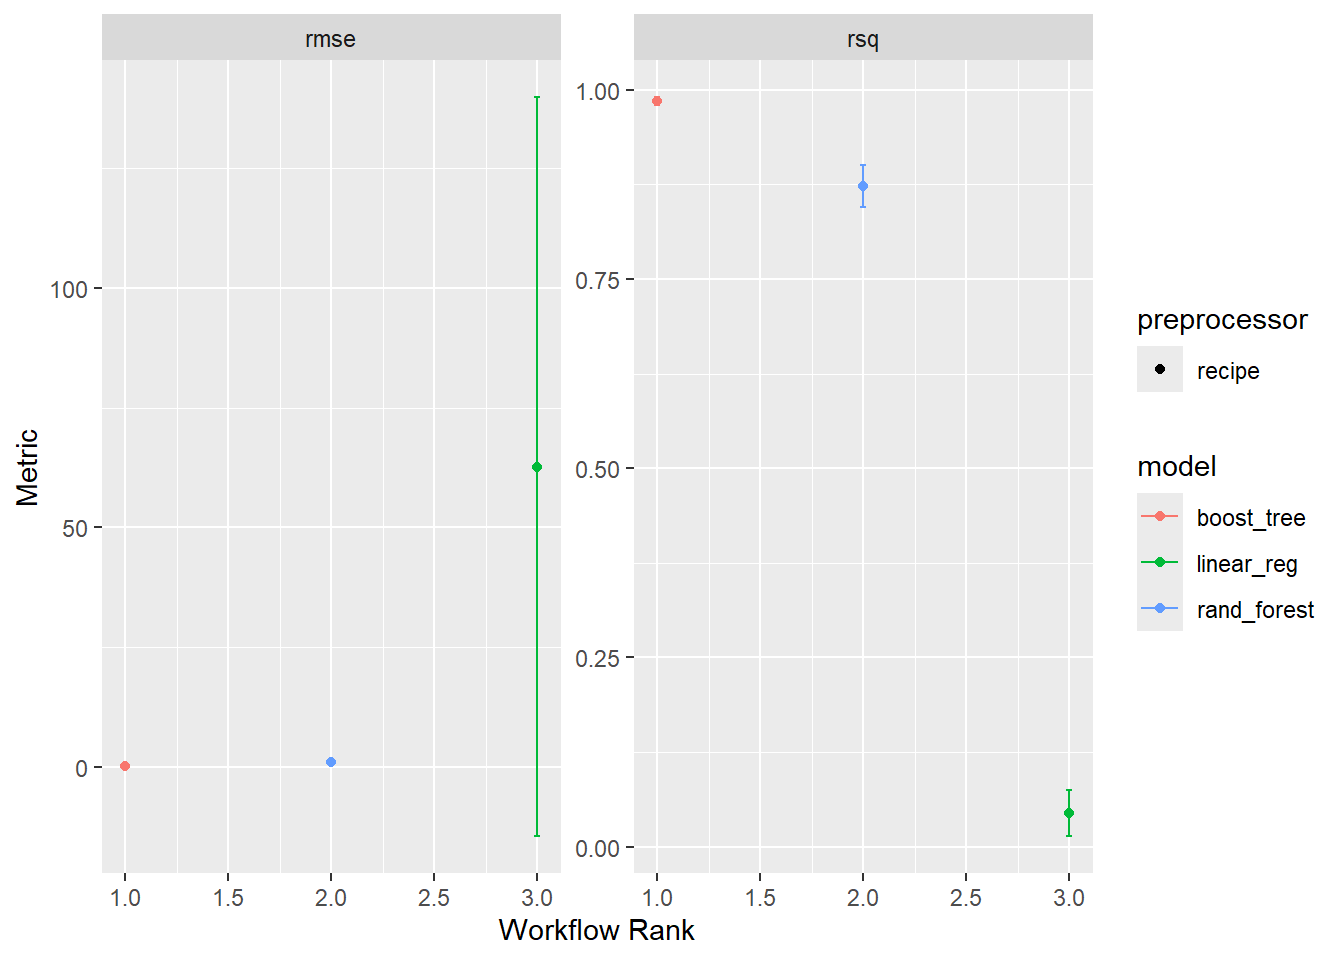 rmse
rsq
Metric
100
50
0
1.00
0.75
0.50
0.25
0.00
1.0 1.5 2.0 2.5 3.0
1.0 1.5 2.0 2.5 3.0
Workflow Rank
preprocessor
recipe
model
boost_tree
linear_reg
rand_forest